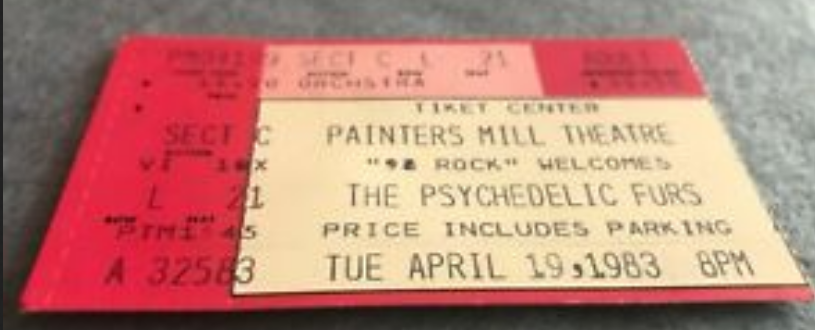 SECT C L 21
ORCHESTRA
TIKET CENTER
SECT C PAINTERS MILL THEATRE
"98 ROCK" WELCOMES
L 21 THE PSYCHEDELIC FURS
PRICE INCLUDES PARKING
A 32583 TUE APRIL 19,1983 8PM